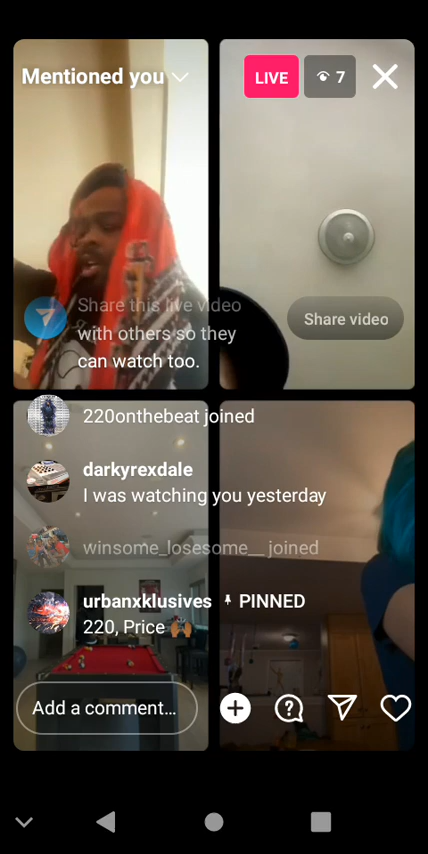 Mentioned you
LIVE
7
Share this live video
with others so they
can watch too.
Share video
220onthebeat joined
darkyrexdale
I was watching you yesterday
winsome_losesome__ joined
urbanxklusives PINNED
220, Price 🙌🏽
Add a comment...